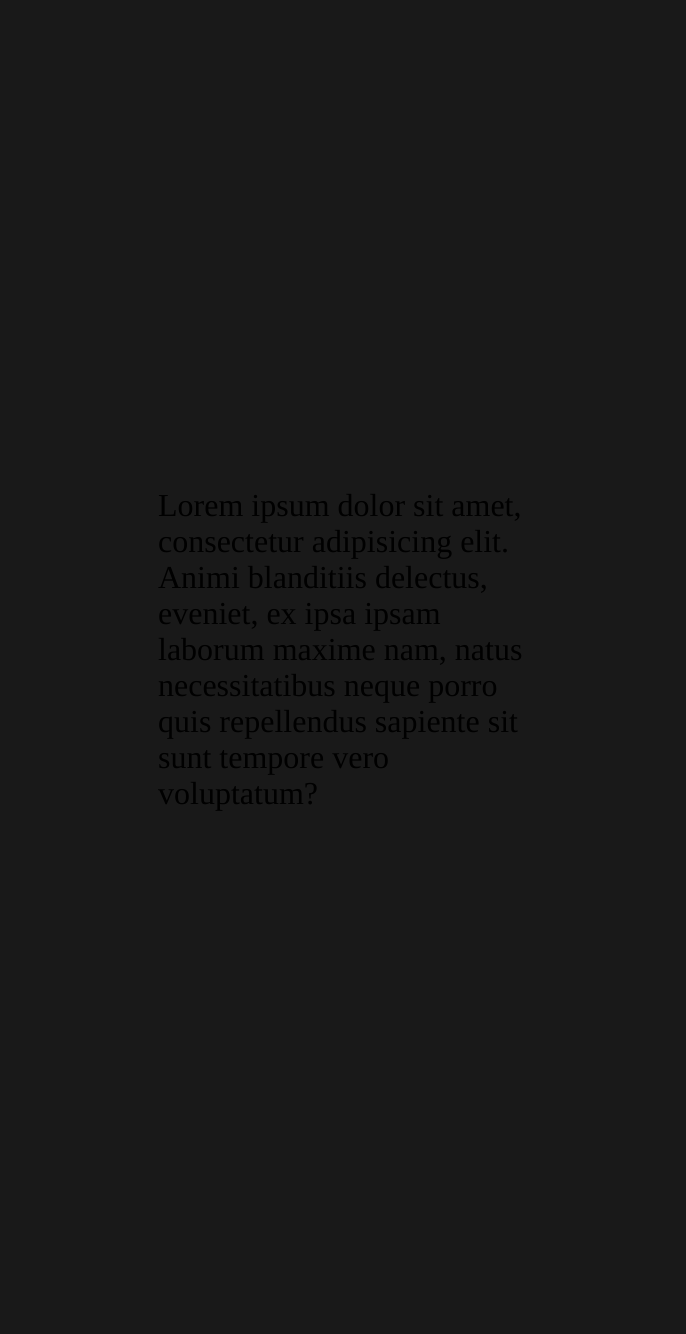 Lorem ipsum dolor sit amet,
consectetur adipisicing elit.
Animi blanditiis delectus,
eveniet, ex ipsa ipsam
laborum maxime nam, natus
necessitatibus neque porro
quis repellendus sapiente sit
sunt tempore vero
voluptatum?